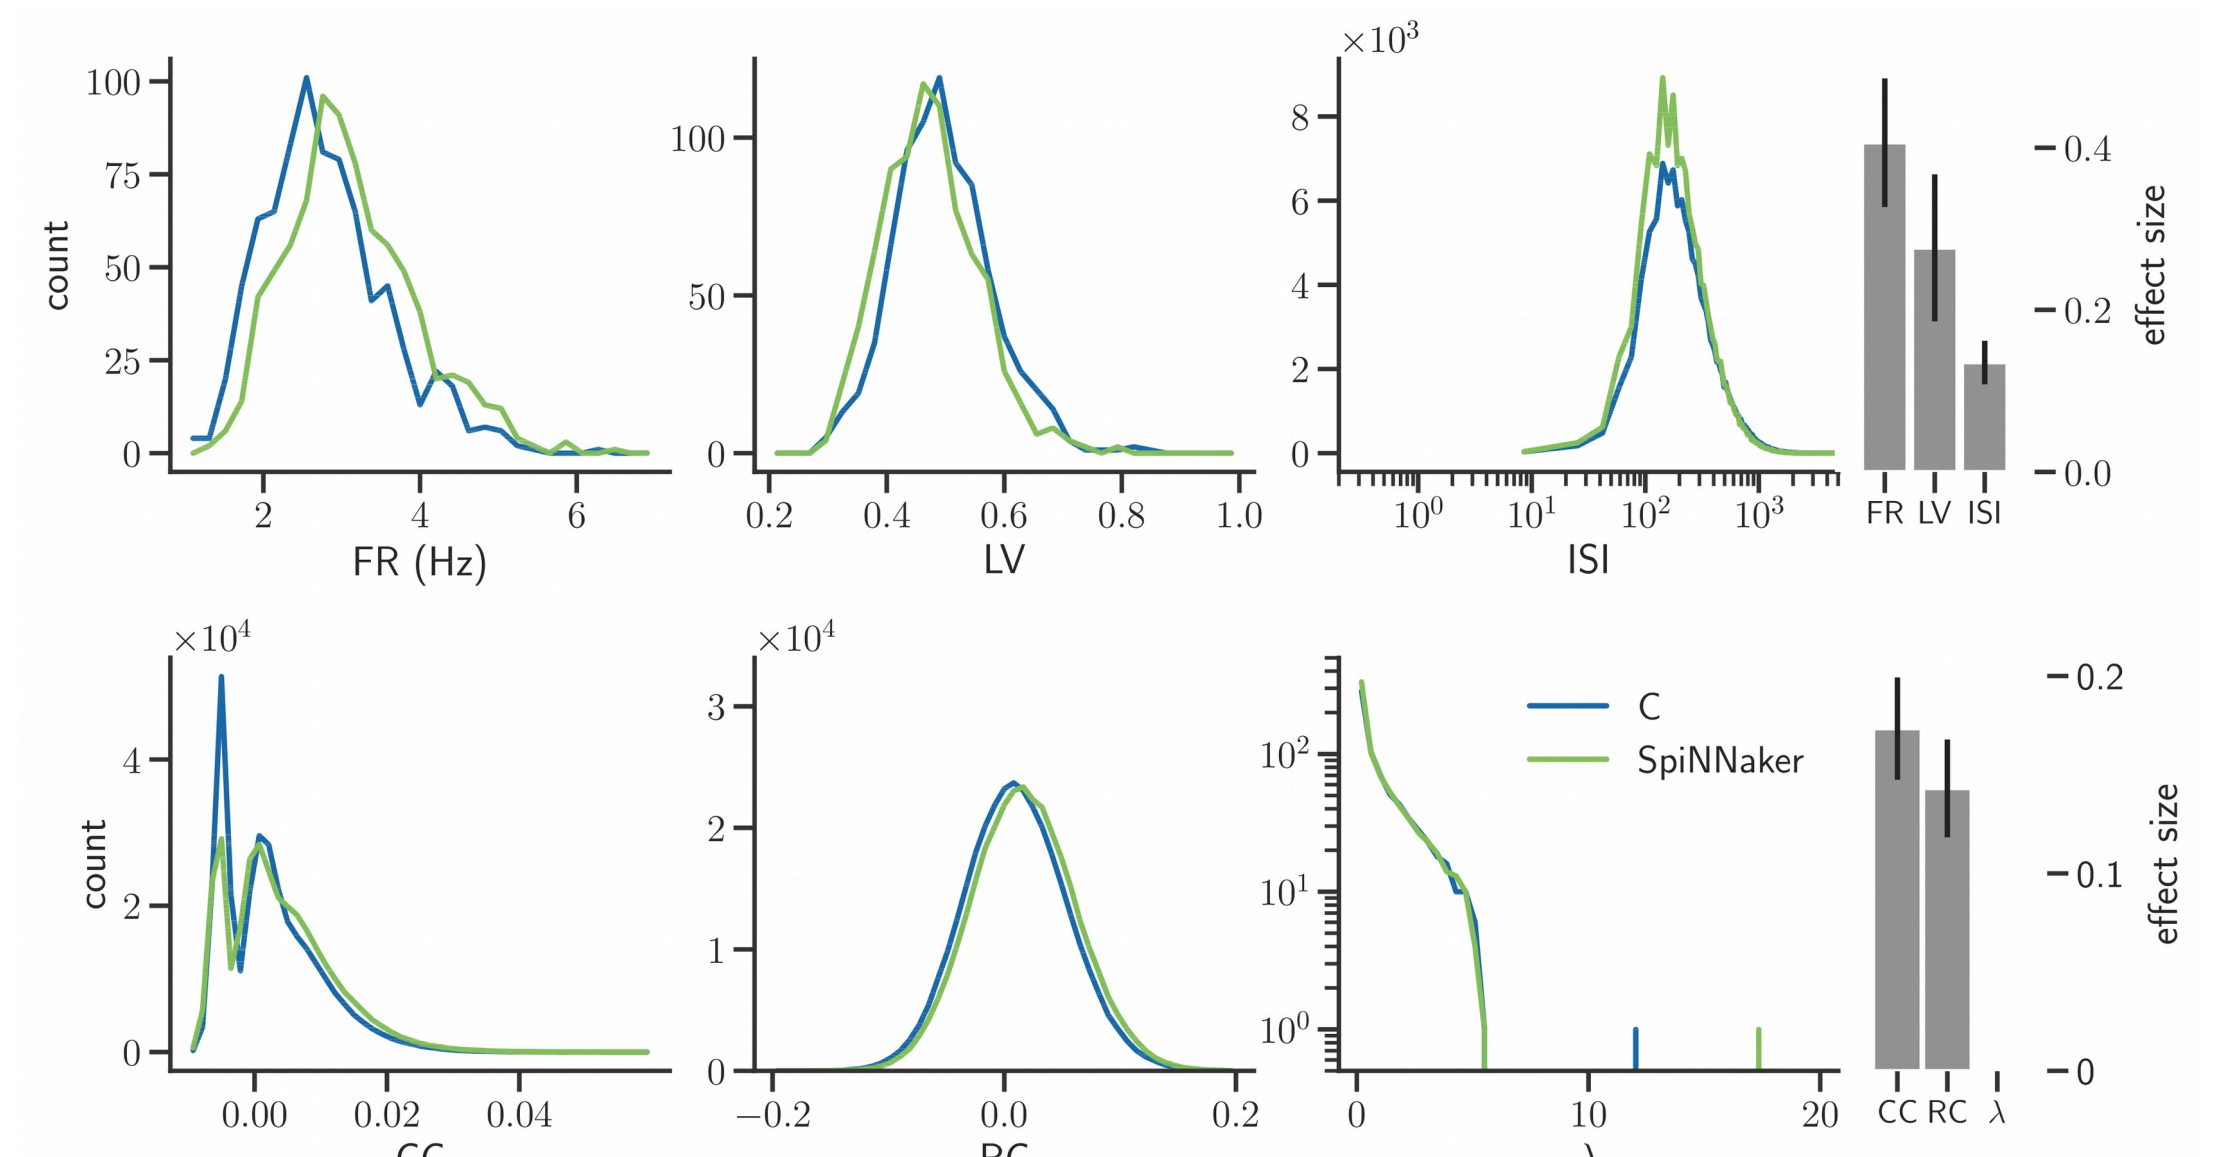 ×10³
100
75
50
25
0
count
2 4 6
FR (Hz)
100
50
0
0.2 0.4 0.6 0.8 1.0
LV
8
6
4
2
0
10⁰ 10¹ 10² 10³
ISI
0.4
0.2
0.0
effect size
FR LV ISI
×10⁴
4
2
0
count
0.00 0.02 0.04
CC
×10⁴
3
2
1
0
−0.2 0.0 0.2
RC
C
SpiNNaker
10²
10¹
10⁰
0 10 20
λ
0.2
0.1
0
effect size
CC RC λ